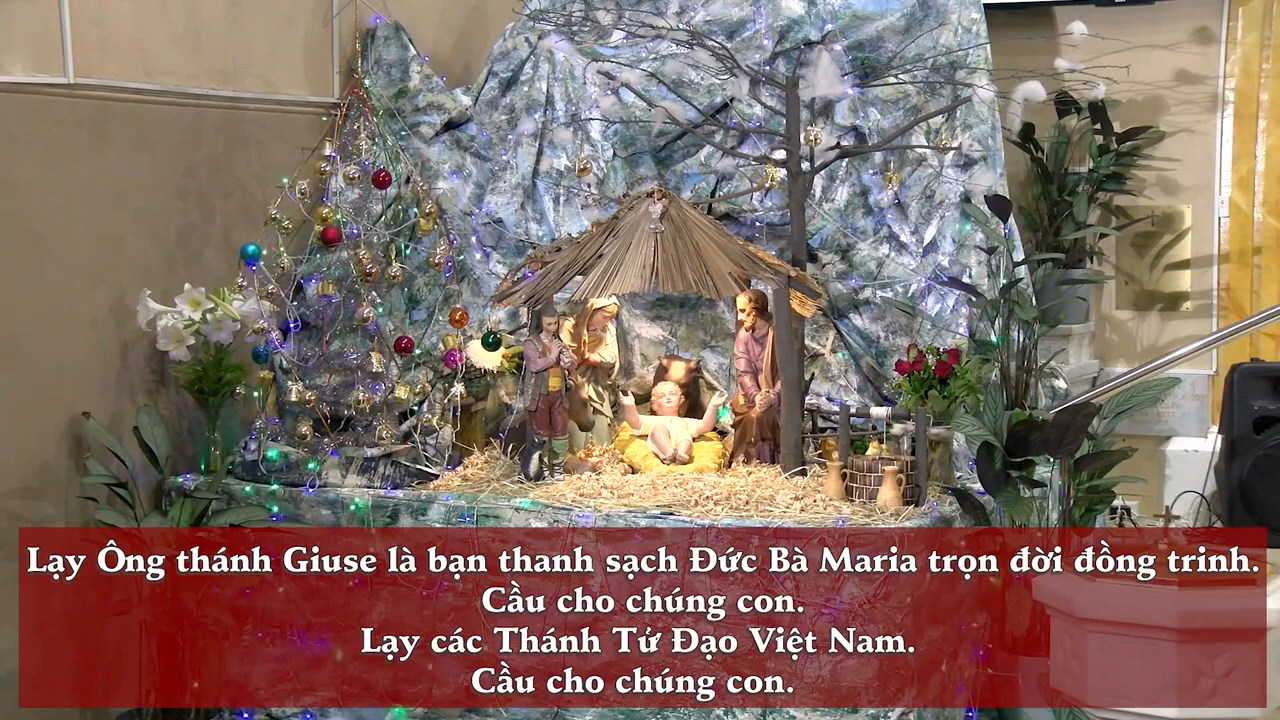 Lạy Ông thánh Giuse là bạn thanh sạch Đức Bà Maria trọn đời đồng trinh.
Cầu cho chúng con.
Lạy các Thánh Tử Đạo Việt Nam.
Cầu cho chúng con.